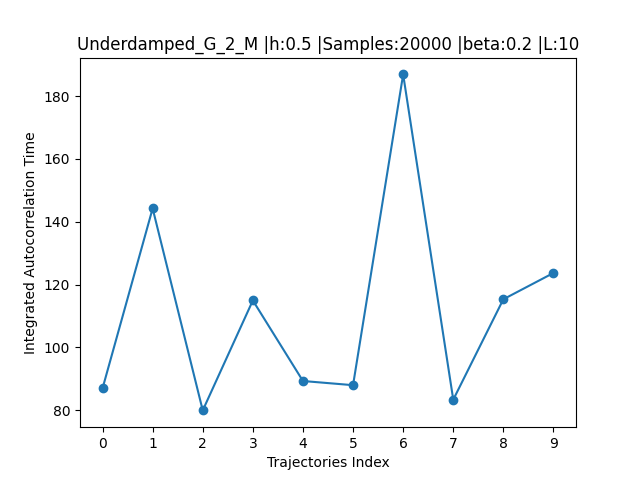 Underdamped_G_2_M |h:0.5 |Samples:20000 |beta:0.2 |L:10
Integrated Autocorrelation Time
180
160
140
120
100
80
0 1 2 3 4 5 6 7 8 9
Trajectories Index